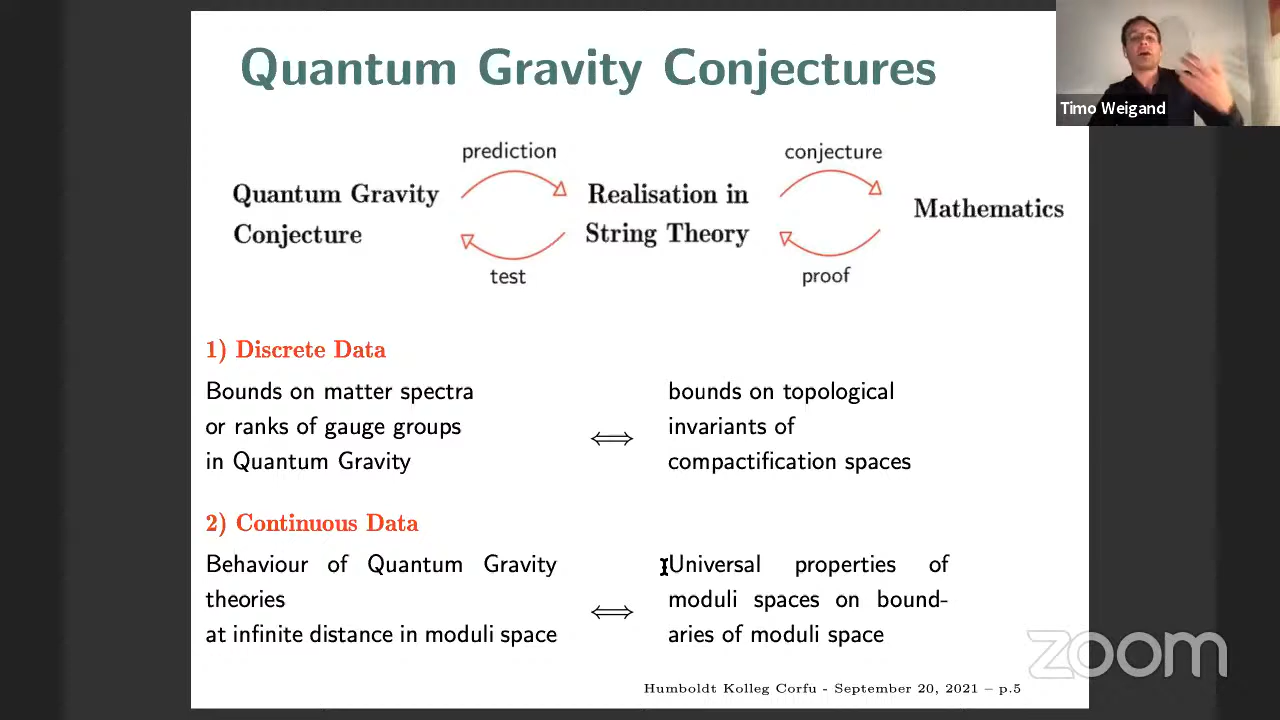 Quantum Gravity Conjectures
Timo Weigand
prediction
conjecture
Quantum Gravity
Conjecture
Realisation in
String Theory
Mathematics
test
proof
1) Discrete Data
Bounds on matter spectra
or ranks of gauge groups
in Quantum Gravity
⟺
bounds on topological
invariants of
compactification spaces
2) Continuous Data
Behaviour of Quantum Gravity
theories
at infinite distance in moduli space
⟺
Universal properties of
moduli spaces on bound-
aries of moduli space
zoom
Humboldt Kolleg Corfu - September 20, 2021 – p.5